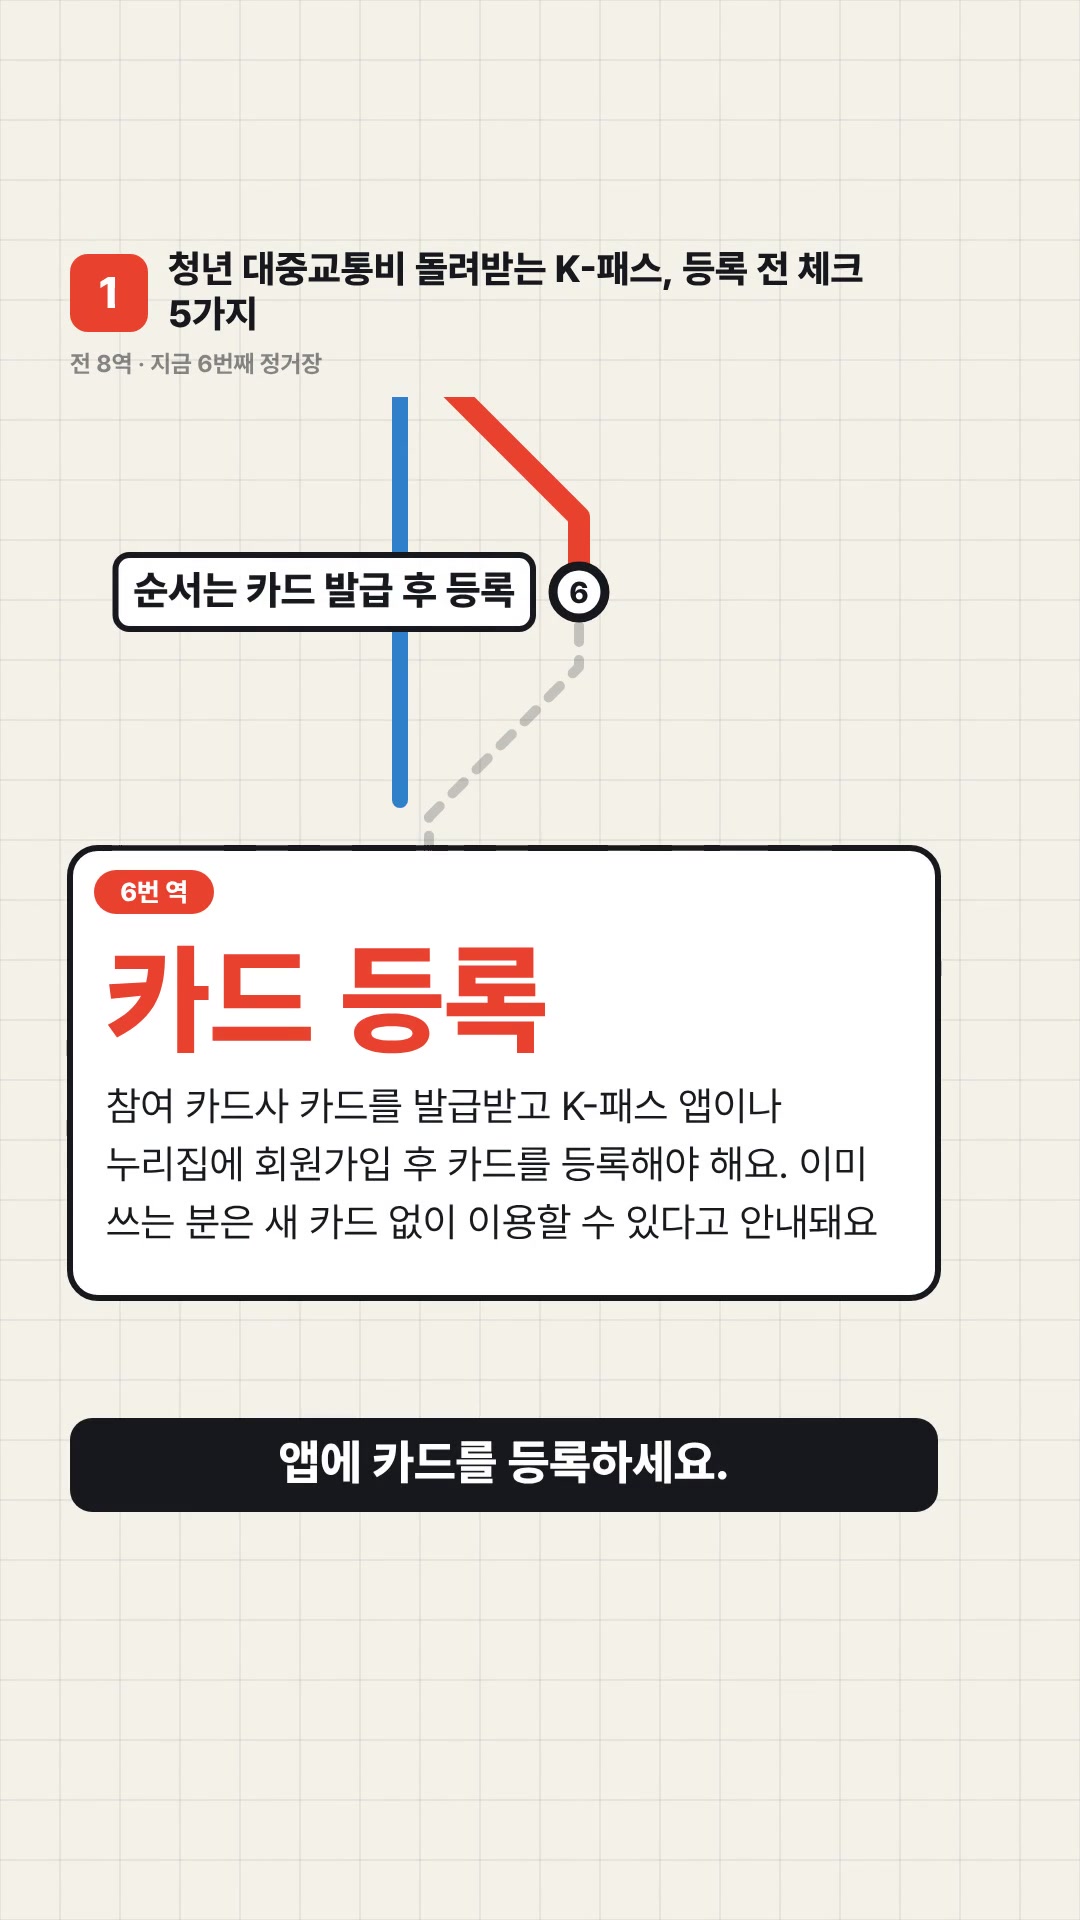 1
청년 대중교통비 돌려받는 K-패스, 등록 전 체크
5가지
전 8역 · 지금 6번째 정거장
순서는 카드 발급 후 등록
6
6번 역
카드 등록
참여 카드사 카드를 발급받고 K-패스 앱이나
누리집에 회원가입 후 카드를 등록해야 해요. 이미
쓰는 분은 새 카드 없이 이용할 수 있다고 안내돼요
앱에 카드를 등록하세요.